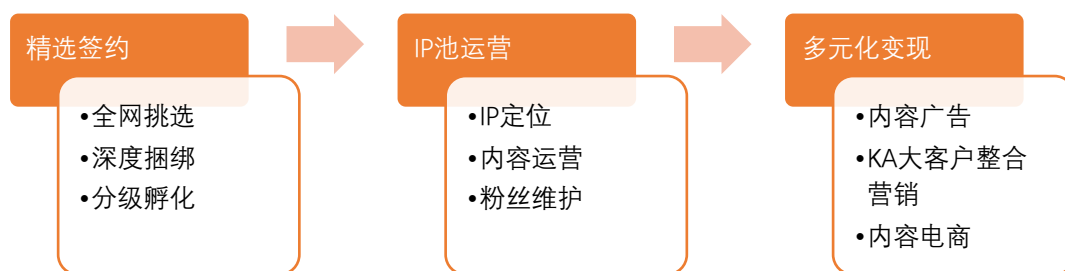 精选签约
•全网挑选
•深度捆绑
•分级孵化
IP池运营
•IP定位
•内容运营
•粉丝维护
多元化变现
•内容广告
•KA大客户整合
营销
•内容电商